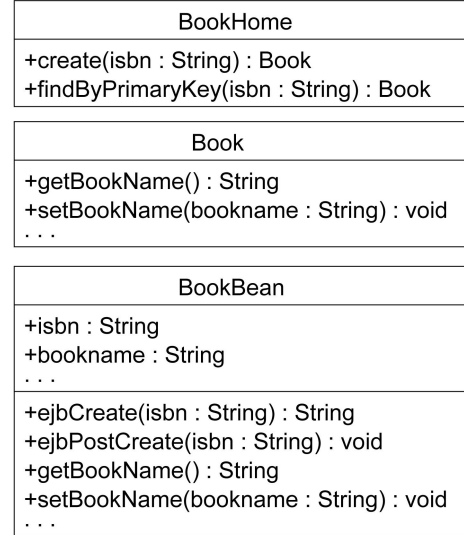 BookHome
+create(isbn : String) : Book
+findByPrimaryKey(isbn : String) : Book
Book
+getBookName() : String
+setBookName(bookname : String) : void
. . .
BookBean
+isbn : String
+bookname : String
. . .
+ejbCreate(isbn : String) : String
+ejbPostCreate(isbn : String) : void
+getBookName() : String
+setBookName(bookname : String) : void
. . .